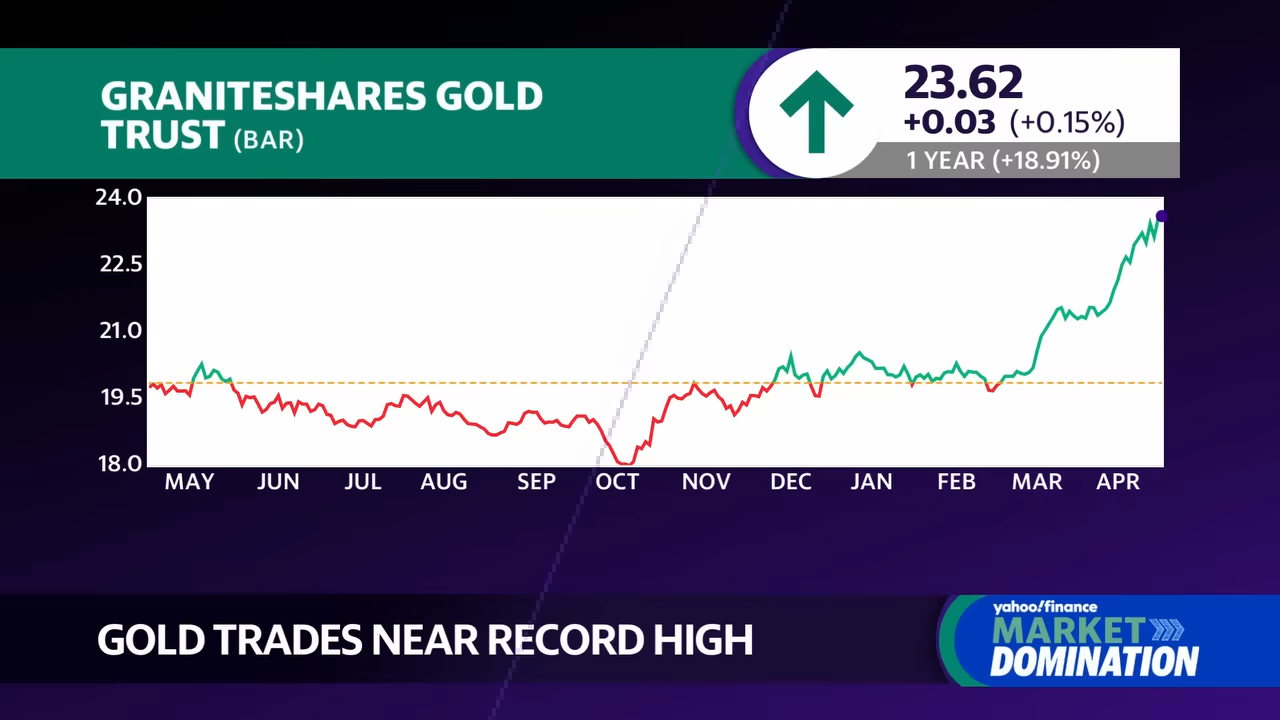 GRANITESHARES GOLD
TRUST (BAR)
23.62
+0.03 (+0.15%)
1 YEAR (+18.91%)
24.0
22.5
21.0
19.5
18.0
MAY JUN JUL AUG SEP OCT NOV DEC JAN FEB MAR APR
GOLD TRADES NEAR RECORD HIGH
yahoo!finance
MARKET
DOMINATION